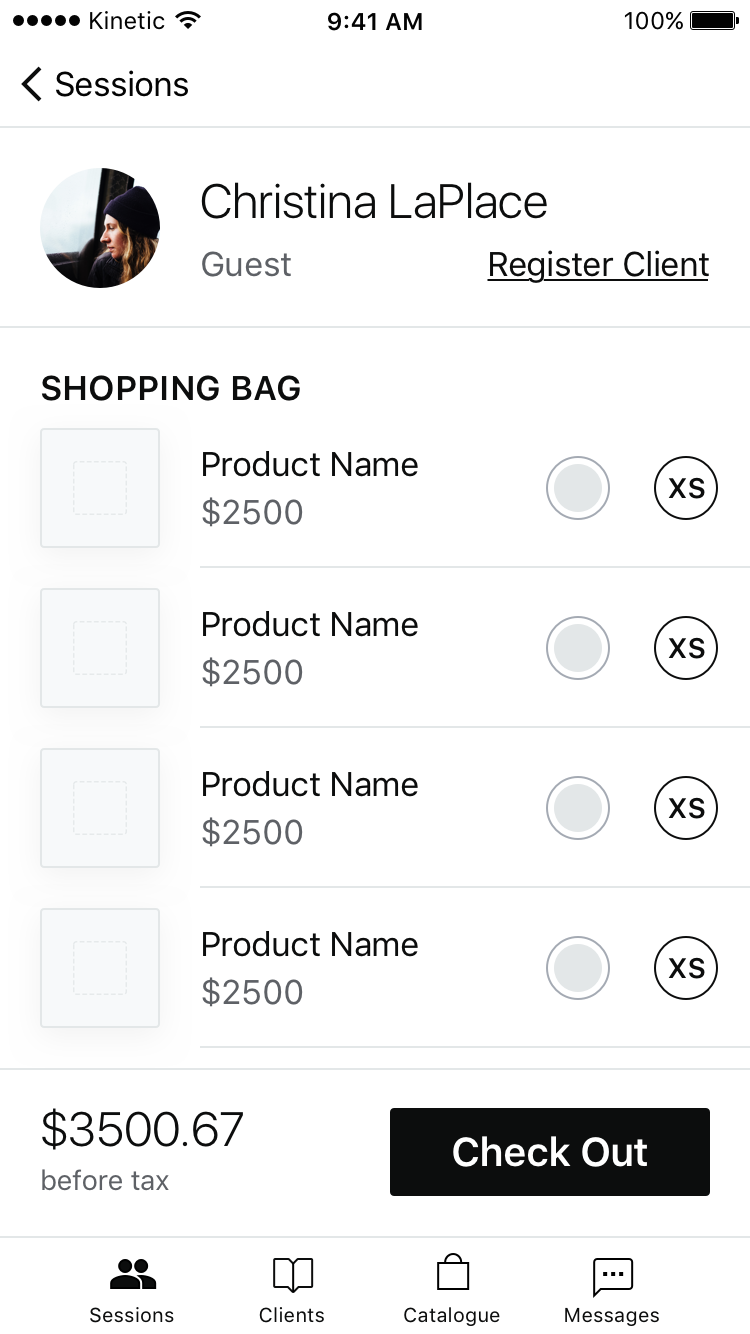 Kinetic 9:41 AM 100%
Sessions
Christina LaPlace
Guest Register Client
SHOPPING BAG
Product Name
$2500
XS
Product Name
$2500
XS
Product Name
$2500
XS
Product Name
$2500
XS
$3500.67
before tax
Check Out
Sessions Clients Catalogue Messages